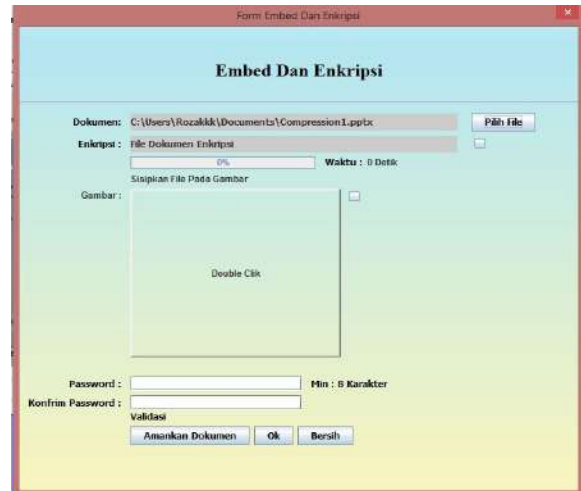 Form Embed Dan Enkripsi
Embed Dan Enkripsi
Dokumen: C:\Users\Rozakkk\Documents\Compression1.pptx Pilih File
Enkripsi : File Dokumen Enkripsi
0% Waktu : 0 Detik
Sisipkan File Pada Gambar
Gambar :
Double Clik
Password : Min : 8 Karakter
Konfrim Password :
Validasi
Amankan Dokumen Ok Bersih